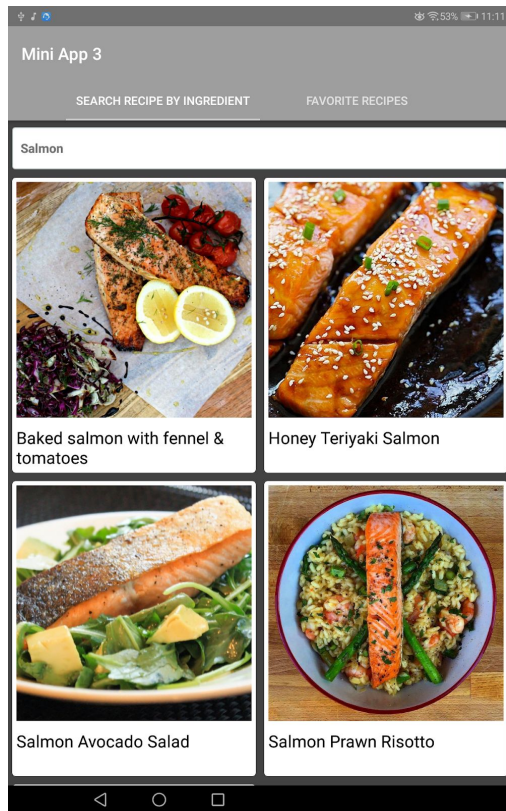 53% 11:11
Mini App 3
SEARCH RECIPE BY INGREDIENT FAVORITE RECIPES
Salmon
Baked salmon with fennel &
tomatoes
Honey Teriyaki Salmon
Salmon Avocado Salad
Salmon Prawn Risotto